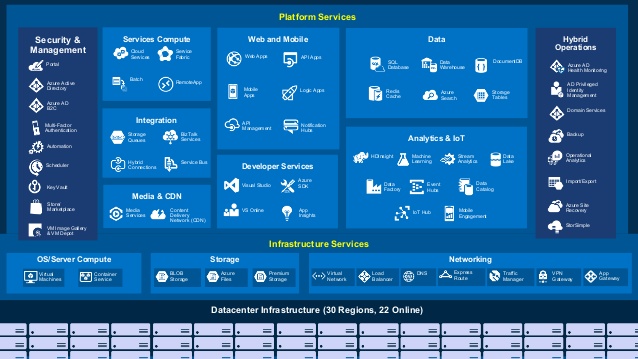 Platform Services
Security &
Management
Portal
Azure Active
Directory
Azure AD
B2C
Multi-Factor
Authentication
Automation
Scheduler
Key Vault
Store/
Marketplace
VM Image Gallery
& VM Depot
Services Compute
Cloud
Services
Service
Fabric
Batch
RemoteApp
Integration
Storage
Queues
BizTalk
Services
Hybrid
Connections
Service Bus
Media & CDN
Media
Services
Content
Delivery
Network (CDN)
Web and Mobile
Web Apps
API Apps
Mobile
Apps
Logic Apps
API
Management
Notification
Hubs
Developer Services
Visual Studio
Azure
SDK
VS Online
App
Insights
Data
SQL
Database
Data
Warehouse
DocumentDB
Redis
Cache
Azure
Search
Storage
Tables
Analytics & IoT
HDInsight
Machine
Learning
Stream
Analytics
Data
Lake
Data
Factory
Event
Hubs
Data
Catalog
IoT Hub
Mobile
Engagement
Hybrid
Operations
Azure AD
Health Monitoring
AD Privileged
Identity
Management
Domain Services
Backup
Operational
Analytics
Import/Export
Azure Site
Recovery
StorSimple
Infrastructure Services
OS/Server Compute
Virtual
Machines
Container
Service
Storage
BLOB
Storage
Azure
Files
Premium
Storage
Networking
Virtual
Network
Load
Balancer
DNS
Express
Route
Traffic
Manager
VPN
Gateway
App
Gateway
Datacenter Infrastructure (30 Regions, 22 Online)